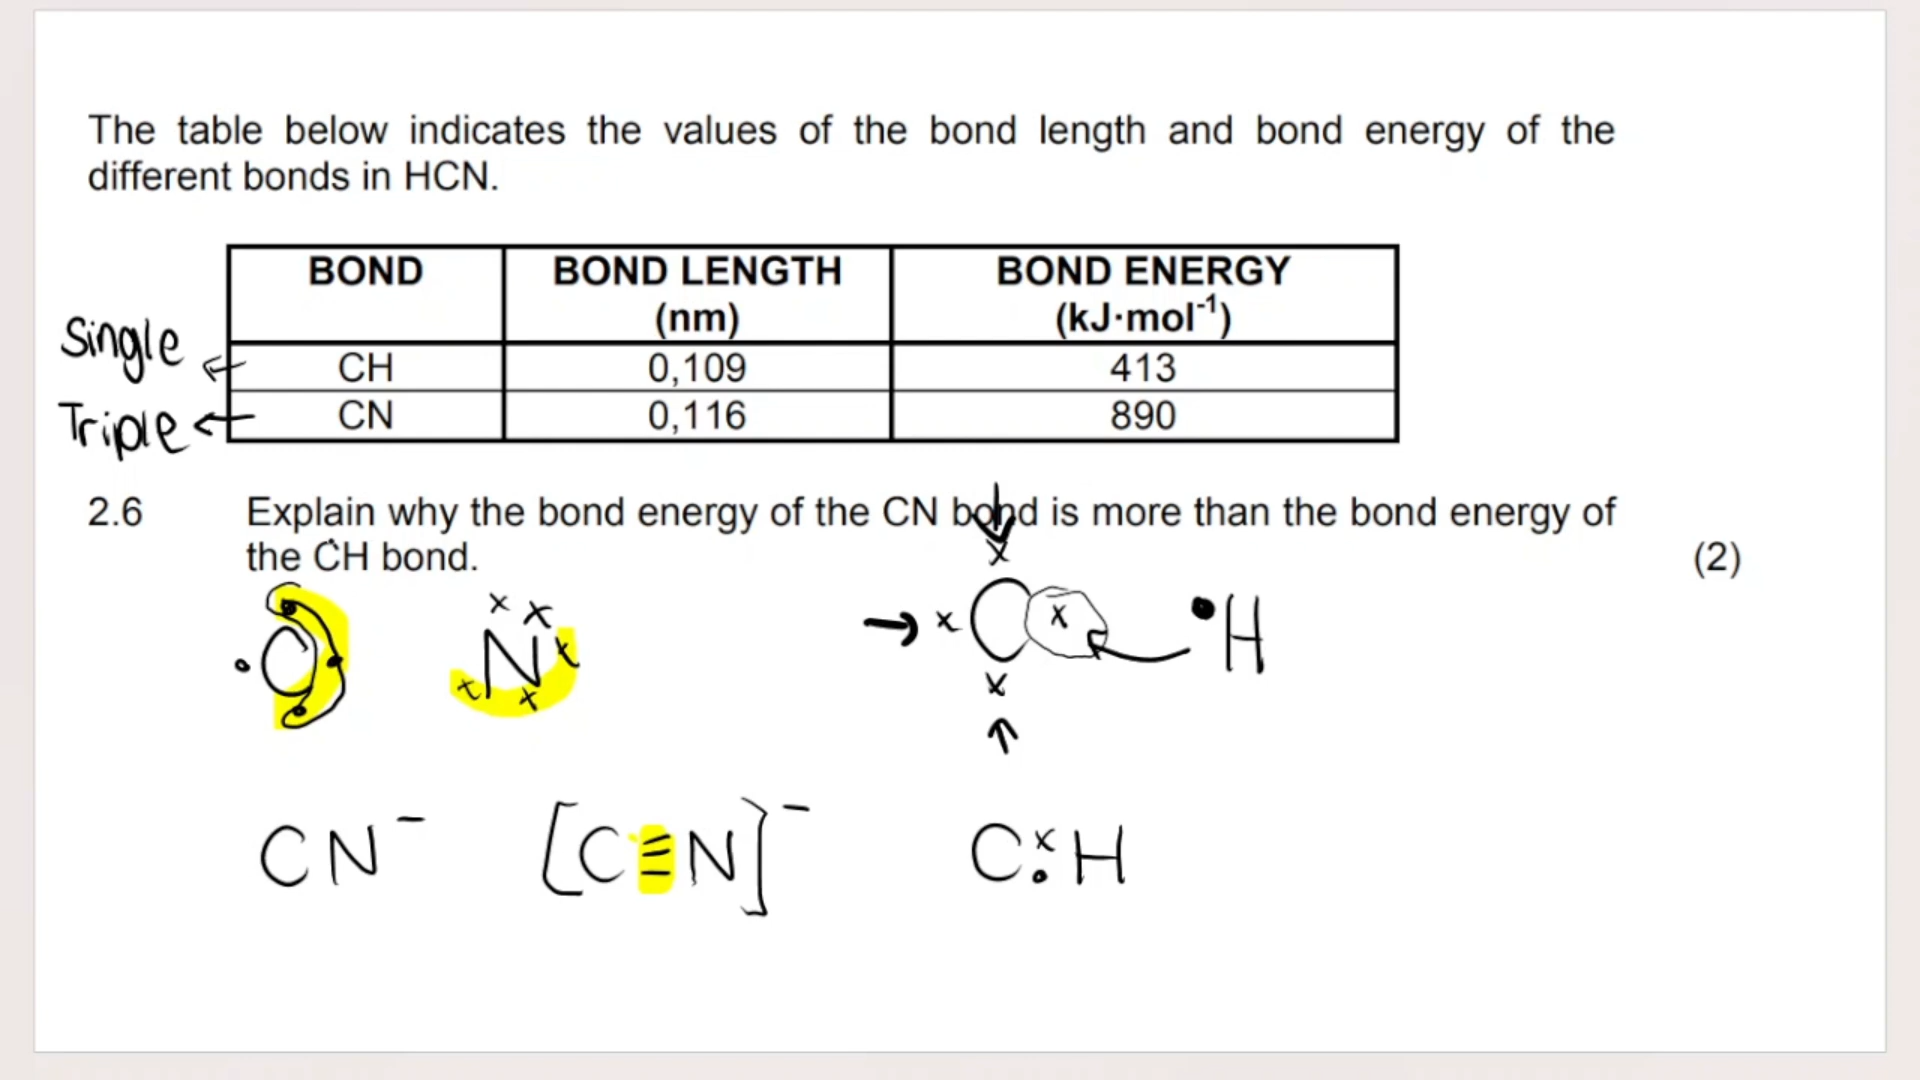 The table below indicates the values of the bond length and bond energy of the
different bonds in HCN.
BOND BOND LENGTH (nm) BOND ENERGY (kJ·mol⁻¹)
Single ← CH 0,109 413
Triple ← CN 0,116 890
2.6 Explain why the bond energy of the CN bond is more than the bond energy of
the CH bond. (2)
• C • • • N x x x x x → x C x x x • H
CN⁻ [C≡N]⁻ C x • H